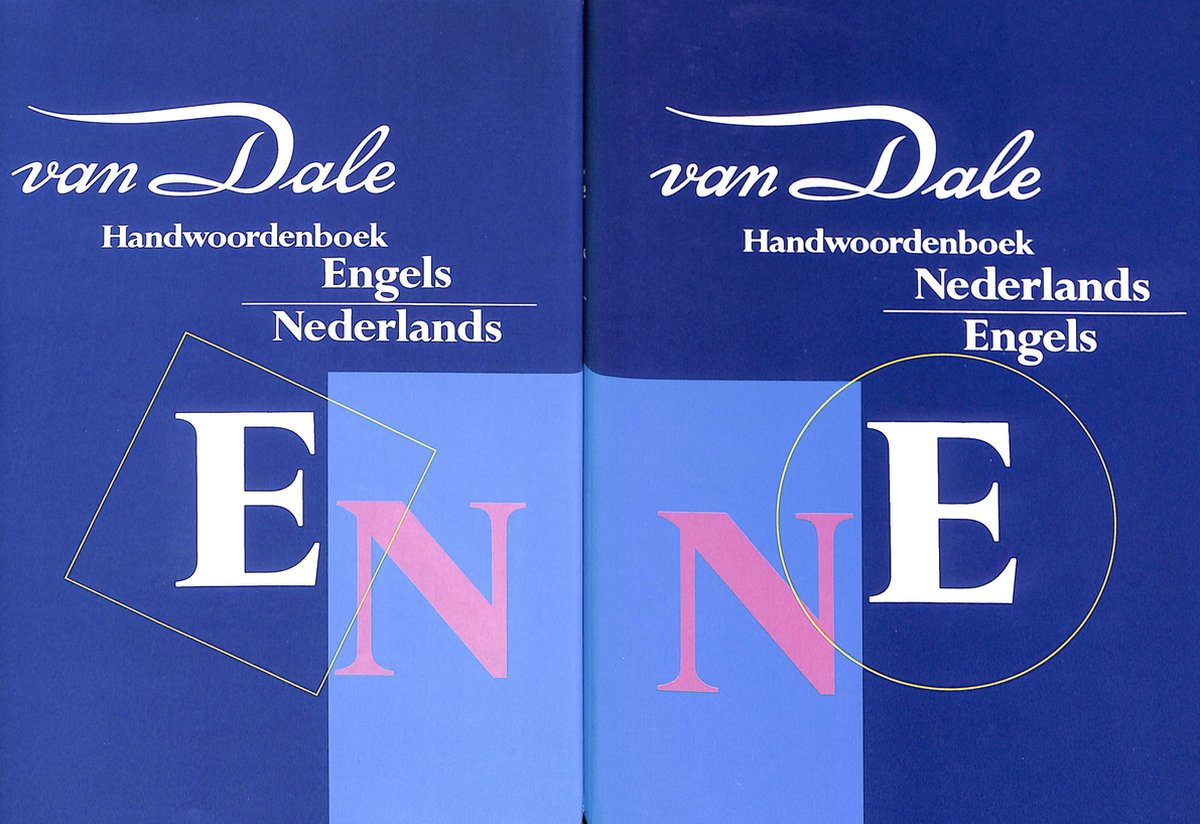 van Dale
Handwoordenboek
Engels
Nederlands
E
N
van Dale
Handwoordenboek
Nederlands
Engels
N
E